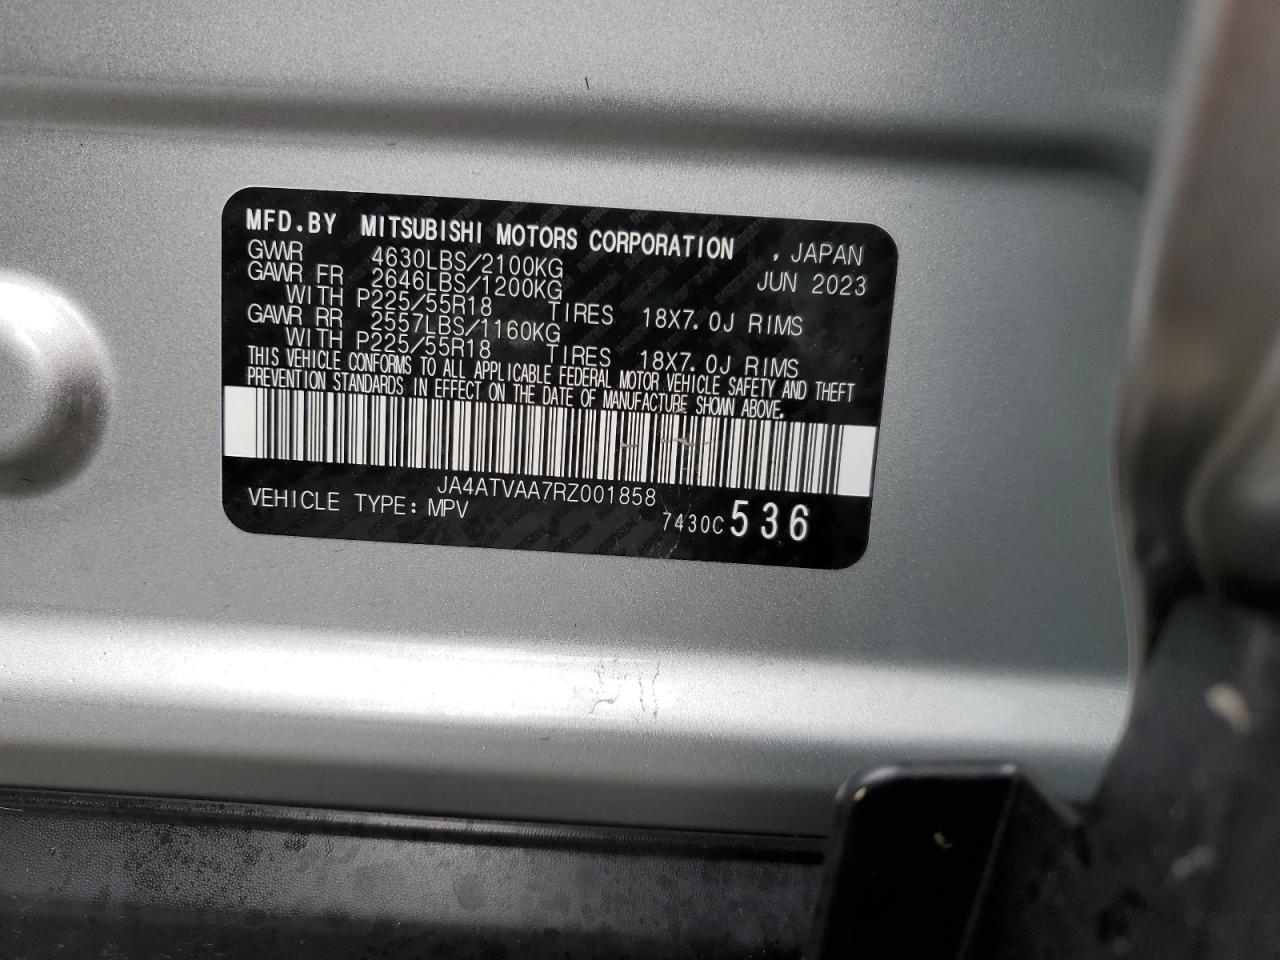 MFD.BY MITSUBISHI MOTORS CORPORATION , JAPAN
GVWR 4630LBS/2100KG JUN 2023
GAWR FR 2646LBS/1200KG
WITH P225/55R18 TIRES 18X7.0J RIMS
GAWR RR 2557LBS/1160KG
WITH P225/55R18 TIRES 18X7.0J RIMS
THIS VEHICLE CONFORMS TO ALL APPLICABLE FEDERAL MOTOR VEHICLE SAFETY AND THEFT
PREVENTION STANDARDS IN EFFECT ON THE DATE OF MANUFACTURE SHOWN ABOVE.
JA4ATVAA7RZ001858
VEHICLE TYPE: MPV 7430C 536